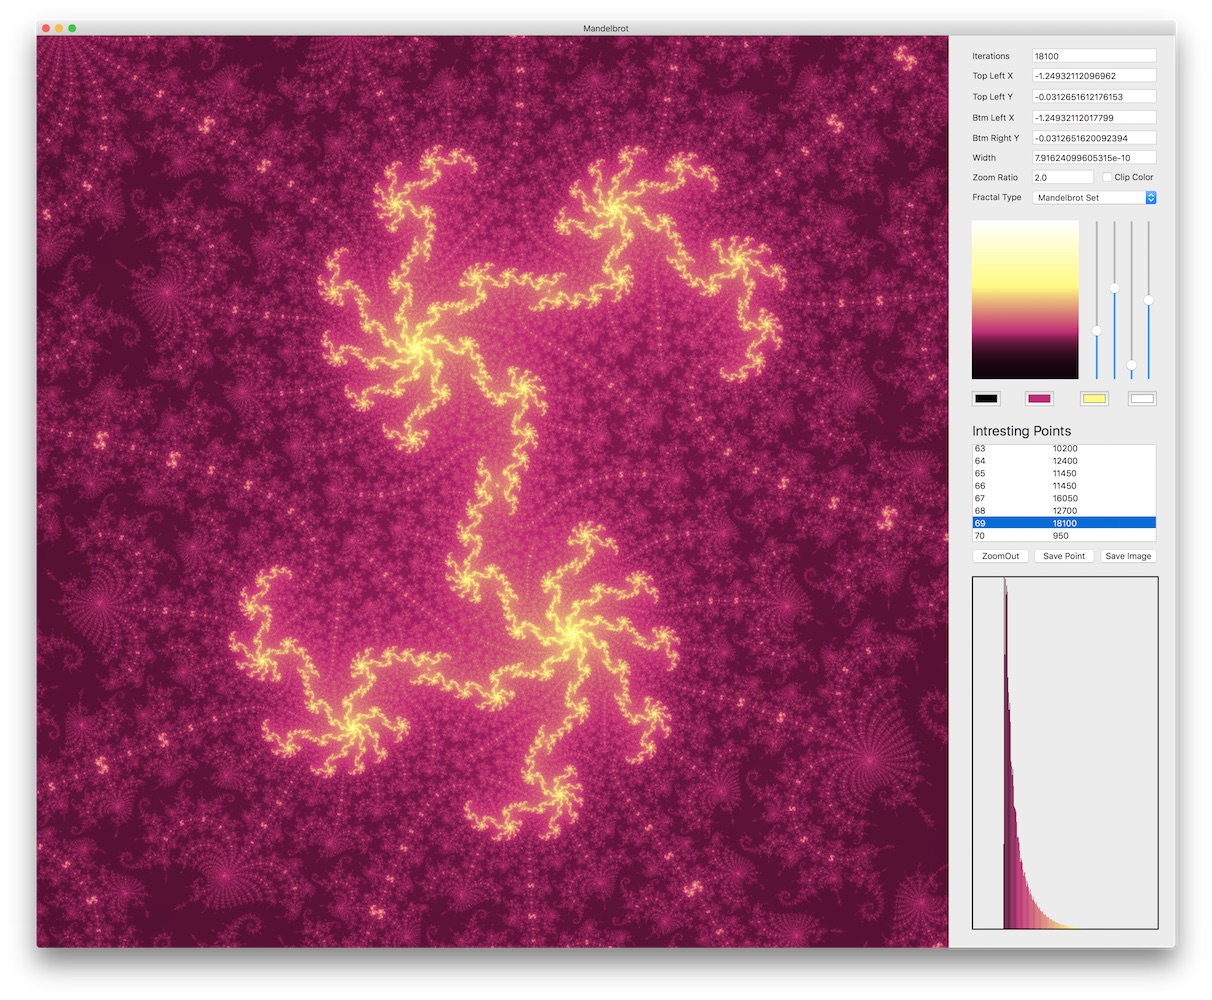 Mandelbrot
Iterations 18100
Top Left X -1.24932112096962
Top Left Y -0.0312651612176153
Btm Left X -1.24932112017799
Btm Right Y -0.0312651620092394
Width 7.91624099605315e-10
Zoom Ratio 2.0 Clip Color
Fractal Type Mandelbrot Set
Intresting Points
63 10200
64 12400
65 11450
66 11450
67 16050
68 12700
69 18100
70 950
ZoomOut Save Point Save Image